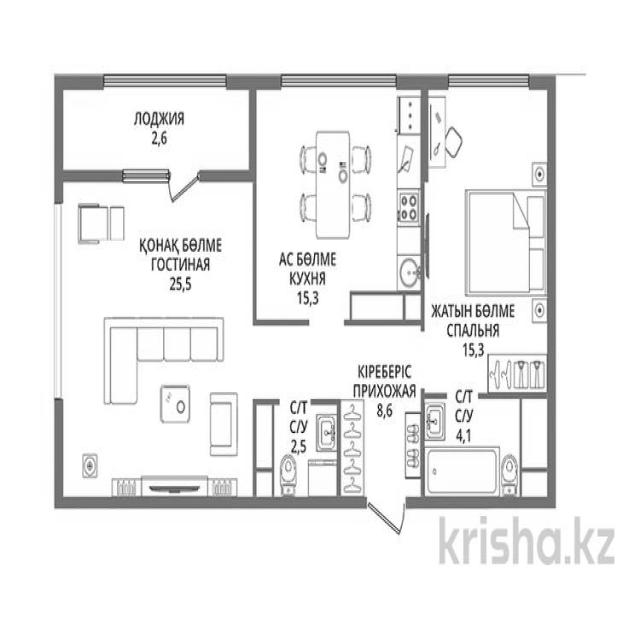 ЛОДЖИЯ
2,6
ҚОНАҚ БӨЛМЕ
ГОСТИНАЯ
25,5
АС БӨЛМЕ
КУХНЯ
15,3
ЖАТЫН БӨЛМЕ
СПАЛЬНЯ
15,3
КІРЕБЕРІС
ПРИХОЖАЯ
8,6
С/Т
С/У
2,5
С/Т
С/У
4,1
krisha.kz